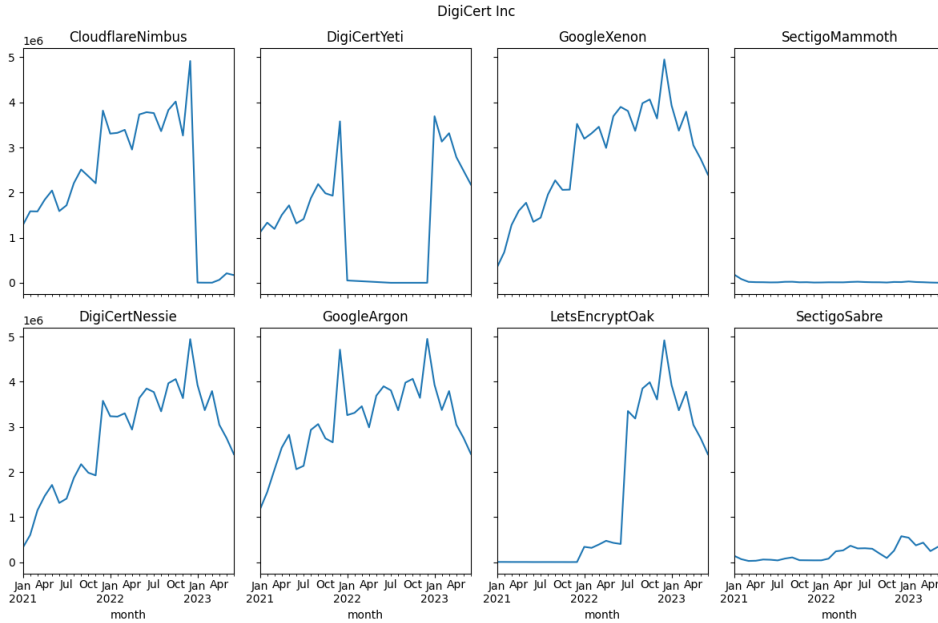 DigiCert Inc
CloudflareNimbus DigiCertYeti GoogleXenon SectigoMammoth
1e6
5
4
3
2
1
0
DigiCertNessie GoogleArgon LetsEncryptOak SectigoSabre
1e6
5
4
3
2
1
0
Jan Apr Jul Oct Jan Apr Jul Oct Jan Apr Jan Apr Jul Oct Jan Apr Jul Oct Jan Apr Jan Apr Jul Oct Jan Apr Jul Oct Jan Apr Jan Apr Jul Oct Jan Apr Jul Oct Jan Apr
2021 2022 2023 2021 2022 2023 2021 2022 2023 2021 2022 2023
month month month month